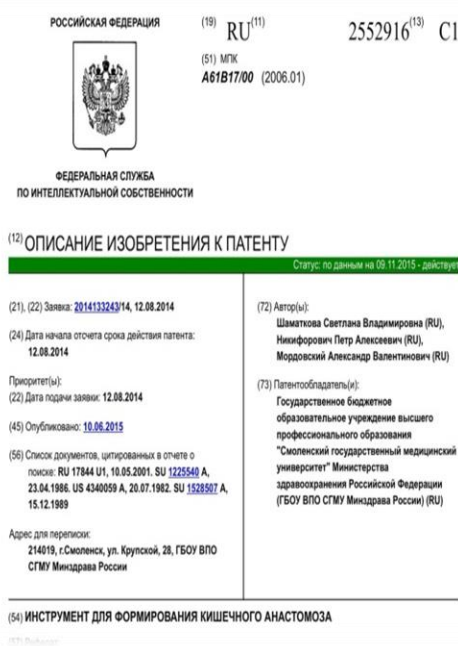 РОССИЙСКАЯ ФЕДЕРАЦИЯ
(19) RU (11) 2552916 (13) C1
(51) МПК
A61B17/00 (2006.01)
ФЕДЕРАЛЬНАЯ СЛУЖБА
ПО ИНТЕЛЛЕКТУАЛЬНОЙ СОБСТВЕННОСТИ
(12) ОПИСАНИЕ ИЗОБРЕТЕНИЯ К ПАТЕНТУ
Статус: по данным на 09.11.2015 - действует
(21), (22) Заявка: 2014133243/14, 12.08.2014
(24) Дата начала отсчета срока действия патента:
12.08.2014
Приоритет(ы):
(22) Дата подачи заявки: 12.08.2014
(45) Опубликовано: 10.06.2015
(56) Список документов, цитированных в отчете о
поиске: RU 17844 U1, 10.05.2001. SU 1225540 A,
23.04.1986. US 4340059 A, 20.07.1982. SU 1528507 A,
15.12.1989
Адрес для переписки:
214019, г.Смоленск, ул. Крупской, 28, ГБОУ ВПО
СГМУ Минздрава России
(72) Автор(ы):
Шаматкова Светлана Владимировна (RU),
Никифорович Петр Алексеевич (RU),
Мордовский Александр Валентинович (RU)
(73) Патентообладатель(и):
Государственное бюджетное
образовательное учреждение высшего
профессионального образования
"Смоленский государственный медицинский
университет" Министерства
здравоохранения Российской Федерации
(ГБОУ ВПО СГМУ Минздрава России) (RU)
(54) ИНСТРУМЕНТ ДЛЯ ФОРМИРОВАНИЯ КИШЕЧНОГО АНАСТОМОЗА